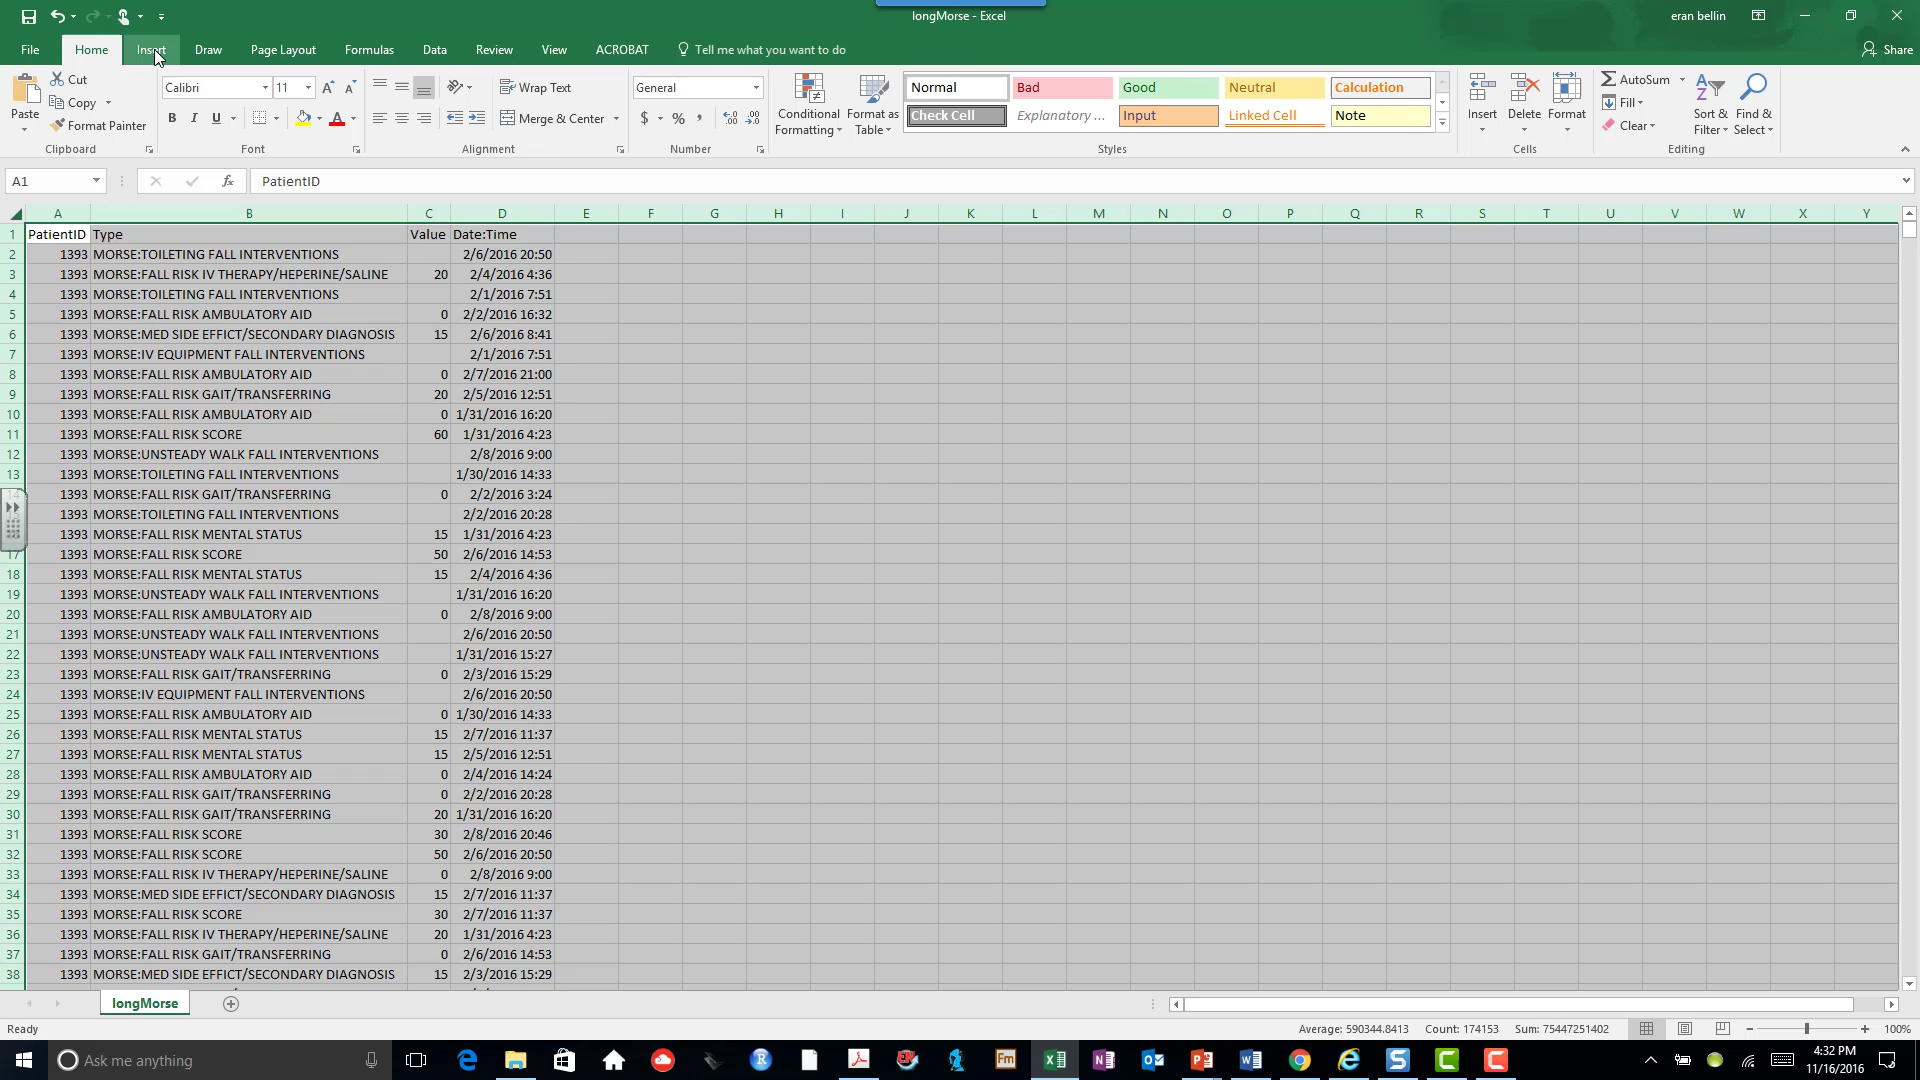 longMorse - Excel
eran bellin
File Home Insert Draw Page Layout Formulas Data Review View ACROBAT Tell me what you want to do Share
Paste Cut Copy Format Painter Clipboard
Calibri 11 A A B I U A Font
Wrap Text Merge & Center Alignment
General $ % , Number
Conditional Formatting Format as Table
Normal Bad Good Neutral Calculation
Check Cell Explanatory ... Input Linked Cell Note
Styles
Insert Delete Format Cells
AutoSum Fill Clear Sort & Filter Find & Select Editing
A1 fx PatientID
A B C D E F G H I J K L M N O P Q R S T U V W X Y
1 PatientID Type Value Date:Time
2 1393 MORSE:TOILETING FALL INTERVENTIONS 2/6/2016 20:50
3 1393 MORSE:FALL RISK IV THERAPY/HEPERINE/SALINE 20 2/4/2016 4:36
4 1393 MORSE:TOILETING FALL INTERVENTIONS 2/1/2016 7:51
5 1393 MORSE:FALL RISK AMBULATORY AID 0 2/2/2016 16:32
6 1393 MORSE:MED SIDE EFFICT/SECONDARY DIAGNOSIS 15 2/6/2016 8:41
7 1393 MORSE:IV EQUIPMENT FALL INTERVENTIONS 2/1/2016 7:51
8 1393 MORSE:FALL RISK AMBULATORY AID 0 2/7/2016 21:00
9 1393 MORSE:FALL RISK GAIT/TRANSFERRING 20 2/5/2016 12:51
10 1393 MORSE:FALL RISK AMBULATORY AID 0 1/31/2016 16:20
11 1393 MORSE:FALL RISK SCORE 60 1/31/2016 4:23
12 1393 MORSE:UNSTEADY WALK FALL INTERVENTIONS 2/8/2016 9:00
13 1393 MORSE:TOILETING FALL INTERVENTIONS 1/30/2016 14:33
1393 MORSE:FALL RISK GAIT/TRANSFERRING 0 2/2/2016 3:24
1393 MORSE:TOILETING FALL INTERVENTIONS 2/2/2016 20:28
1393 MORSE:FALL RISK MENTAL STATUS 15 1/31/2016 4:23
17 1393 MORSE:FALL RISK SCORE 50 2/6/2016 14:53
18 1393 MORSE:FALL RISK MENTAL STATUS 15 2/4/2016 4:36
19 1393 MORSE:UNSTEADY WALK FALL INTERVENTIONS 1/31/2016 16:20
20 1393 MORSE:FALL RISK AMBULATORY AID 0 2/8/2016 9:00
21 1393 MORSE:UNSTEADY WALK FALL INTERVENTIONS 2/6/2016 20:50
22 1393 MORSE:UNSTEADY WALK FALL INTERVENTIONS 1/31/2016 15:27
23 1393 MORSE:FALL RISK GAIT/TRANSFERRING 0 2/3/2016 15:29
24 1393 MORSE:IV EQUIPMENT FALL INTERVENTIONS 2/6/2016 20:50
25 1393 MORSE:FALL RISK AMBULATORY AID 0 1/30/2016 14:33
26 1393 MORSE:FALL RISK MENTAL STATUS 15 2/7/2016 11:37
27 1393 MORSE:FALL RISK MENTAL STATUS 15 2/5/2016 12:51
28 1393 MORSE:FALL RISK AMBULATORY AID 0 2/4/2016 14:24
29 1393 MORSE:FALL RISK GAIT/TRANSFERRING 0 2/2/2016 20:28
30 1393 MORSE:FALL RISK GAIT/TRANSFERRING 20 1/31/2016 16:20
31 1393 MORSE:FALL RISK SCORE 30 2/8/2016 20:46
32 1393 MORSE:FALL RISK SCORE 50 2/6/2016 20:50
33 1393 MORSE:FALL RISK IV THERAPY/HEPERINE/SALINE 0 2/8/2016 9:00
34 1393 MORSE:MED SIDE EFFICT/SECONDARY DIAGNOSIS 15 2/7/2016 11:37
35 1393 MORSE:FALL RISK SCORE 30 2/7/2016 11:37
36 1393 MORSE:FALL RISK IV THERAPY/HEPERINE/SALINE 20 1/31/2016 4:23
37 1393 MORSE:FALL RISK GAIT/TRANSFERRING 0 2/6/2016 14:53
38 1393 MORSE:MED SIDE EFFICT/SECONDARY DIAGNOSIS 15 2/3/2016 15:29
longMorse
Ready Average: 590344.8413 Count: 174153 Sum: 75447251402 100%
Ask me anything
4:32 PM
11/16/2016